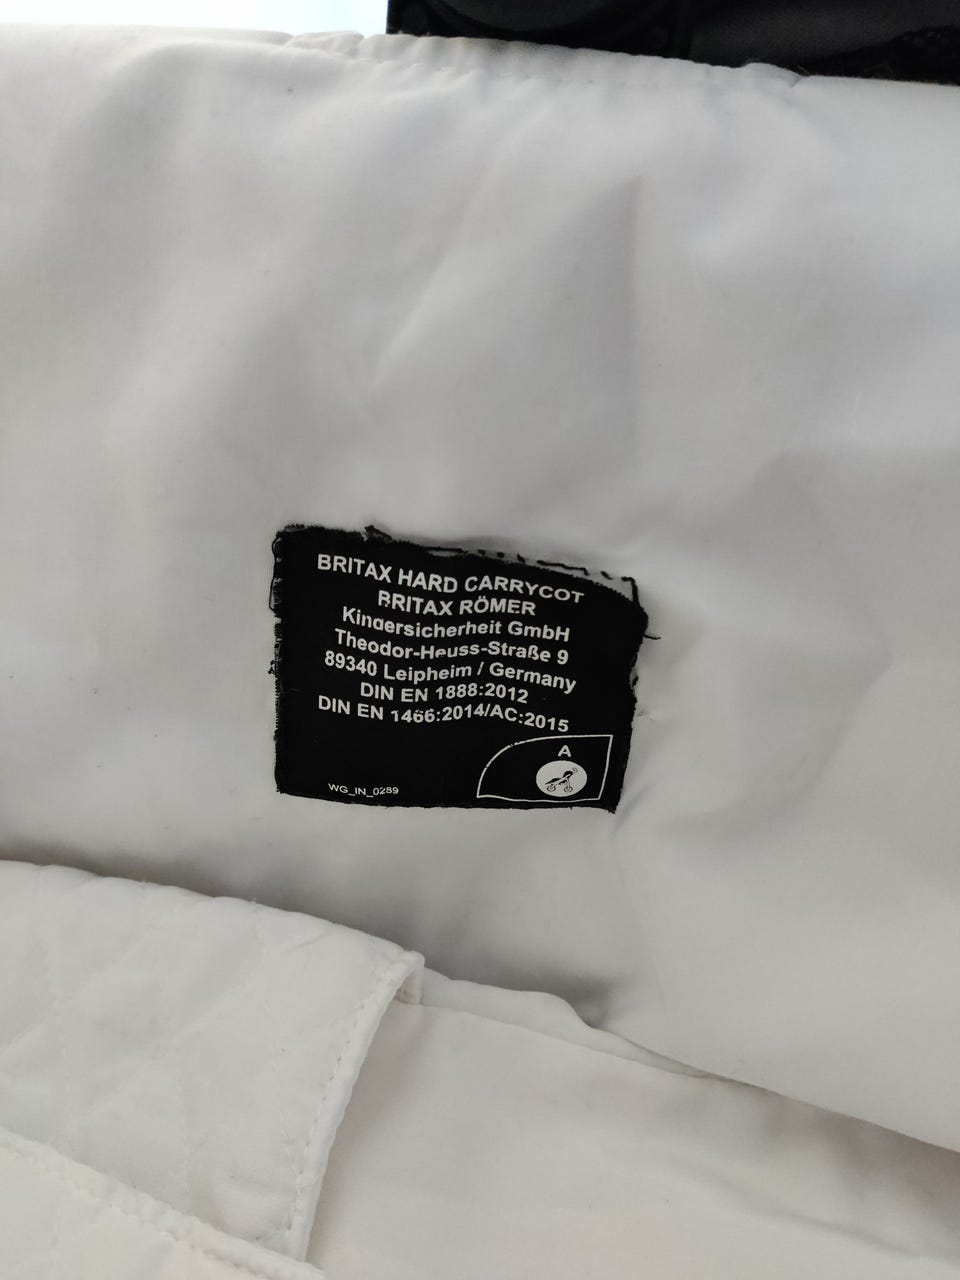 BRITAX HARD CARRYCOT
BRITAX RÖMER
Kindersicherheit GmbH
Theodor-Heuss-Straße 9
89340 Leipheim / Germany
DIN EN 1888:2012
DIN EN 1466:2014/AC:2015
A
WG_IN_0289